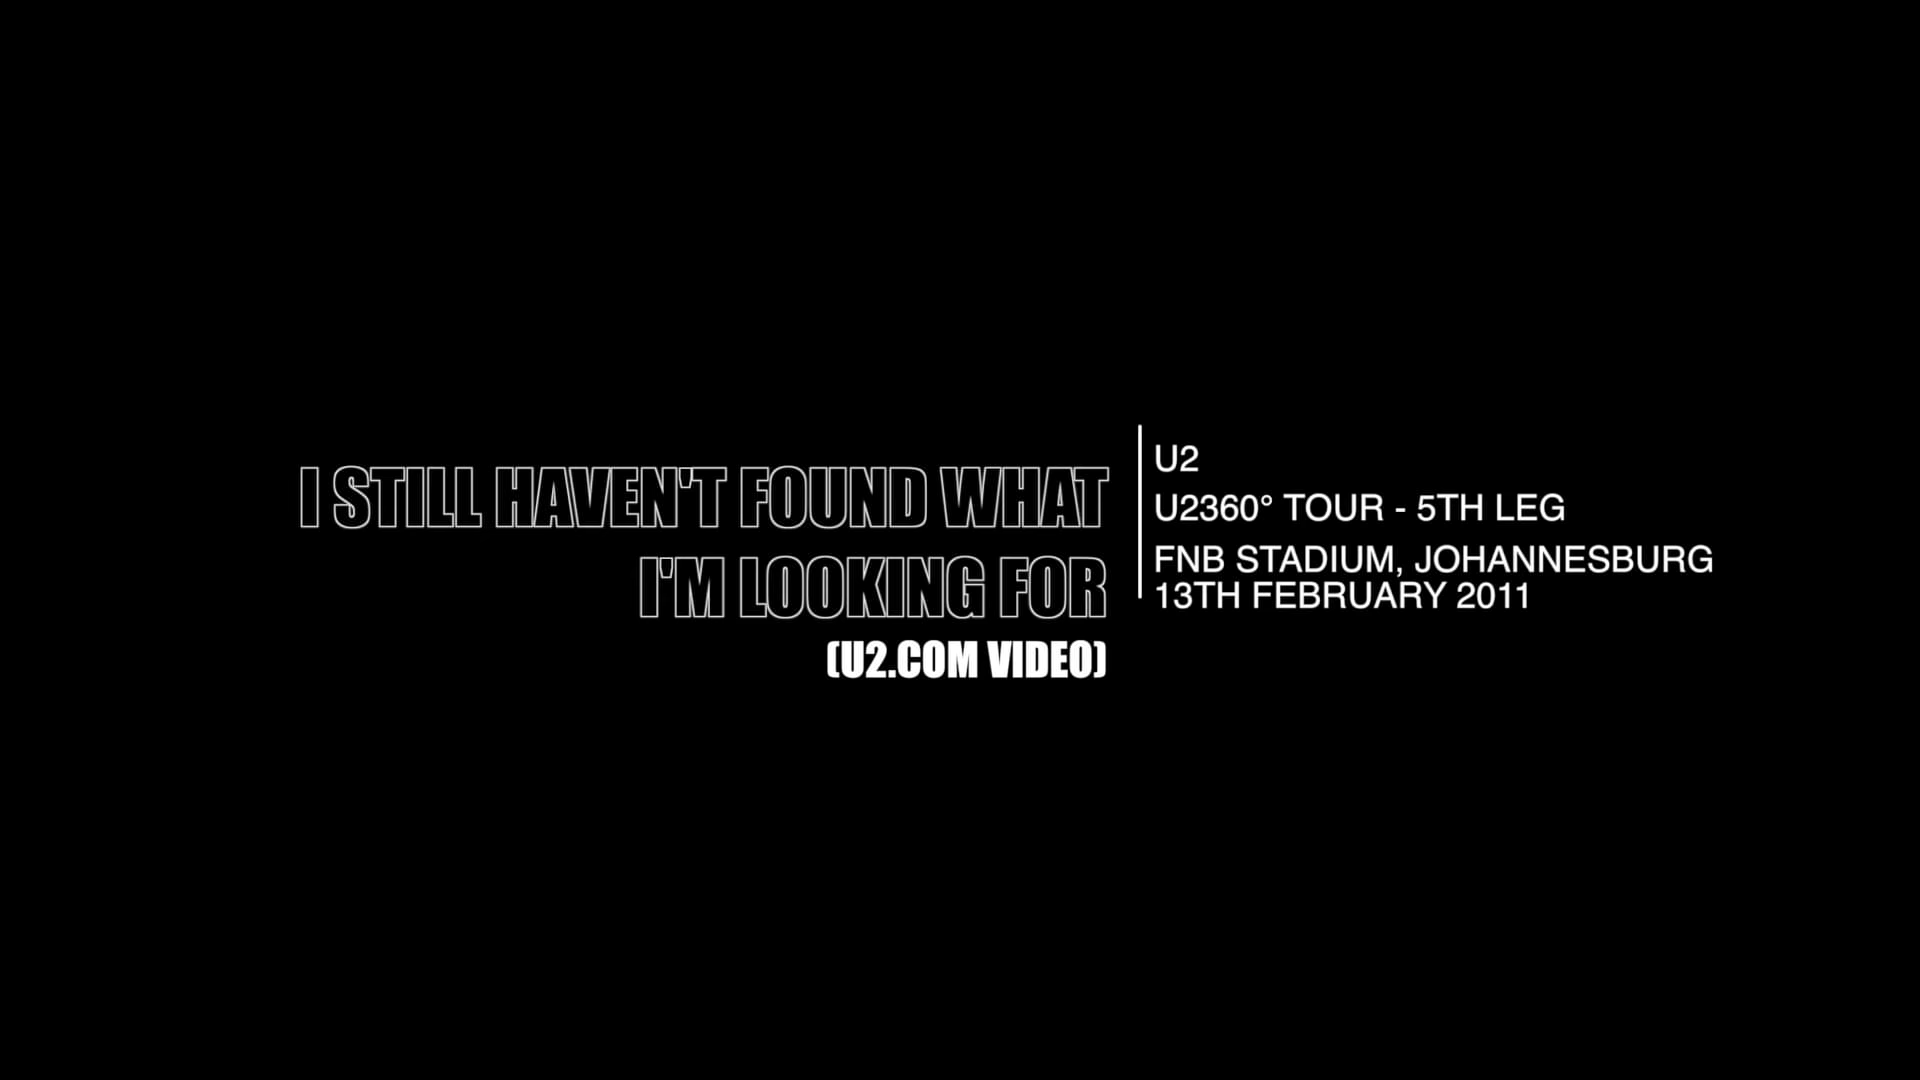 I STILL HAVEN'T FOUND WHAT
I'M LOOKING FOR
(U2.COM VIDEO)
U2
U2360° TOUR - 5TH LEG
FNB STADIUM, JOHANNESBURG
13TH FEBRUARY 2011